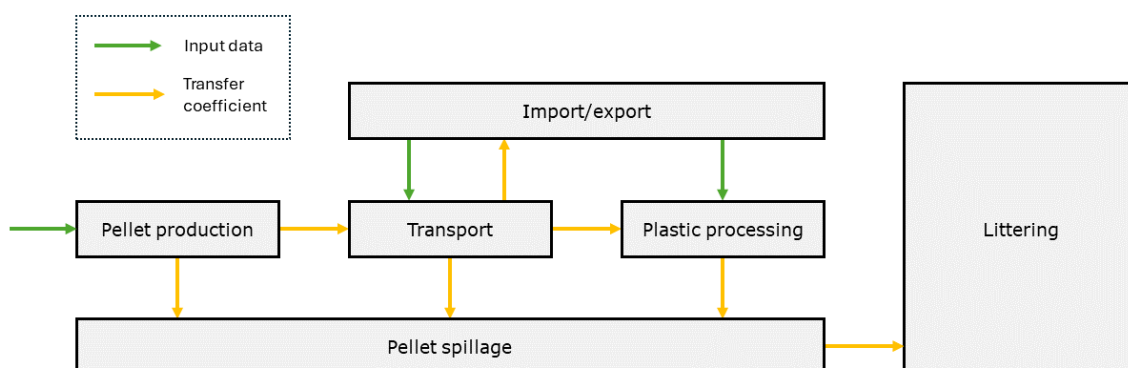 Input data
Transfer
coefficient
Import/export
Pellet production
Transport
Plastic processing
Littering
Pellet spillage